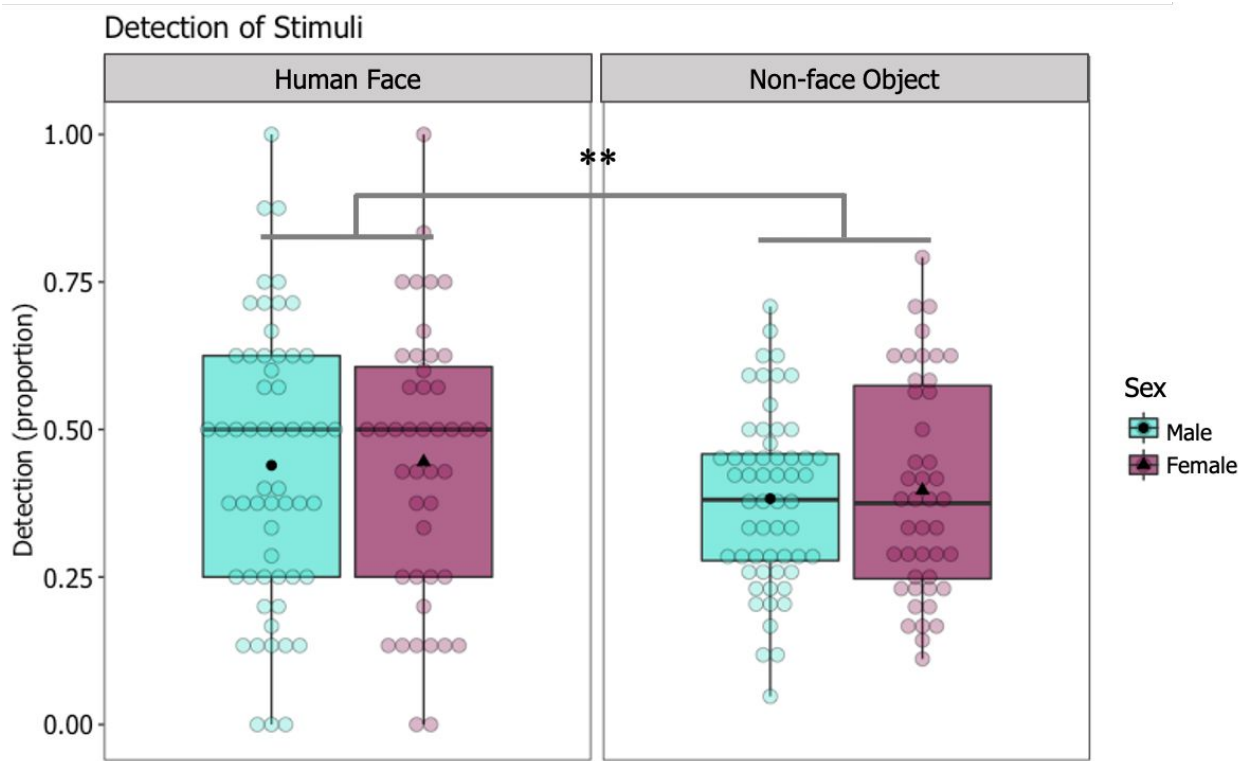 Detection of Stimuli
Human Face
Non-face Object
**
1.00
0.75
0.50
0.25
0.00
Detection (proportion)
Sex
Male
Female